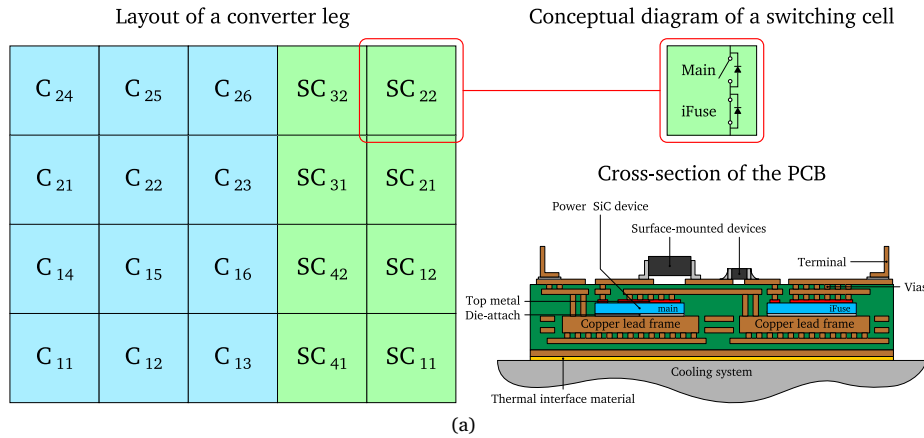 Layout of a converter leg
Conceptual diagram of a switching cell
C 24 C 25 C 26 SC 32 SC 22
C 21 C 22 C 23 SC 31 SC 21
C 14 C 15 C 16 SC 42 SC 12
C 11 C 12 C 13 SC 41 SC 11
Main
iFuse
Cross-section of the PCB
Power SiC device
Surface-mounted devices
Terminal
Vias
Top metal
Die-attach
main
iFuse
Copper lead frame
Copper lead frame
Cooling system
Thermal interface material
(a)